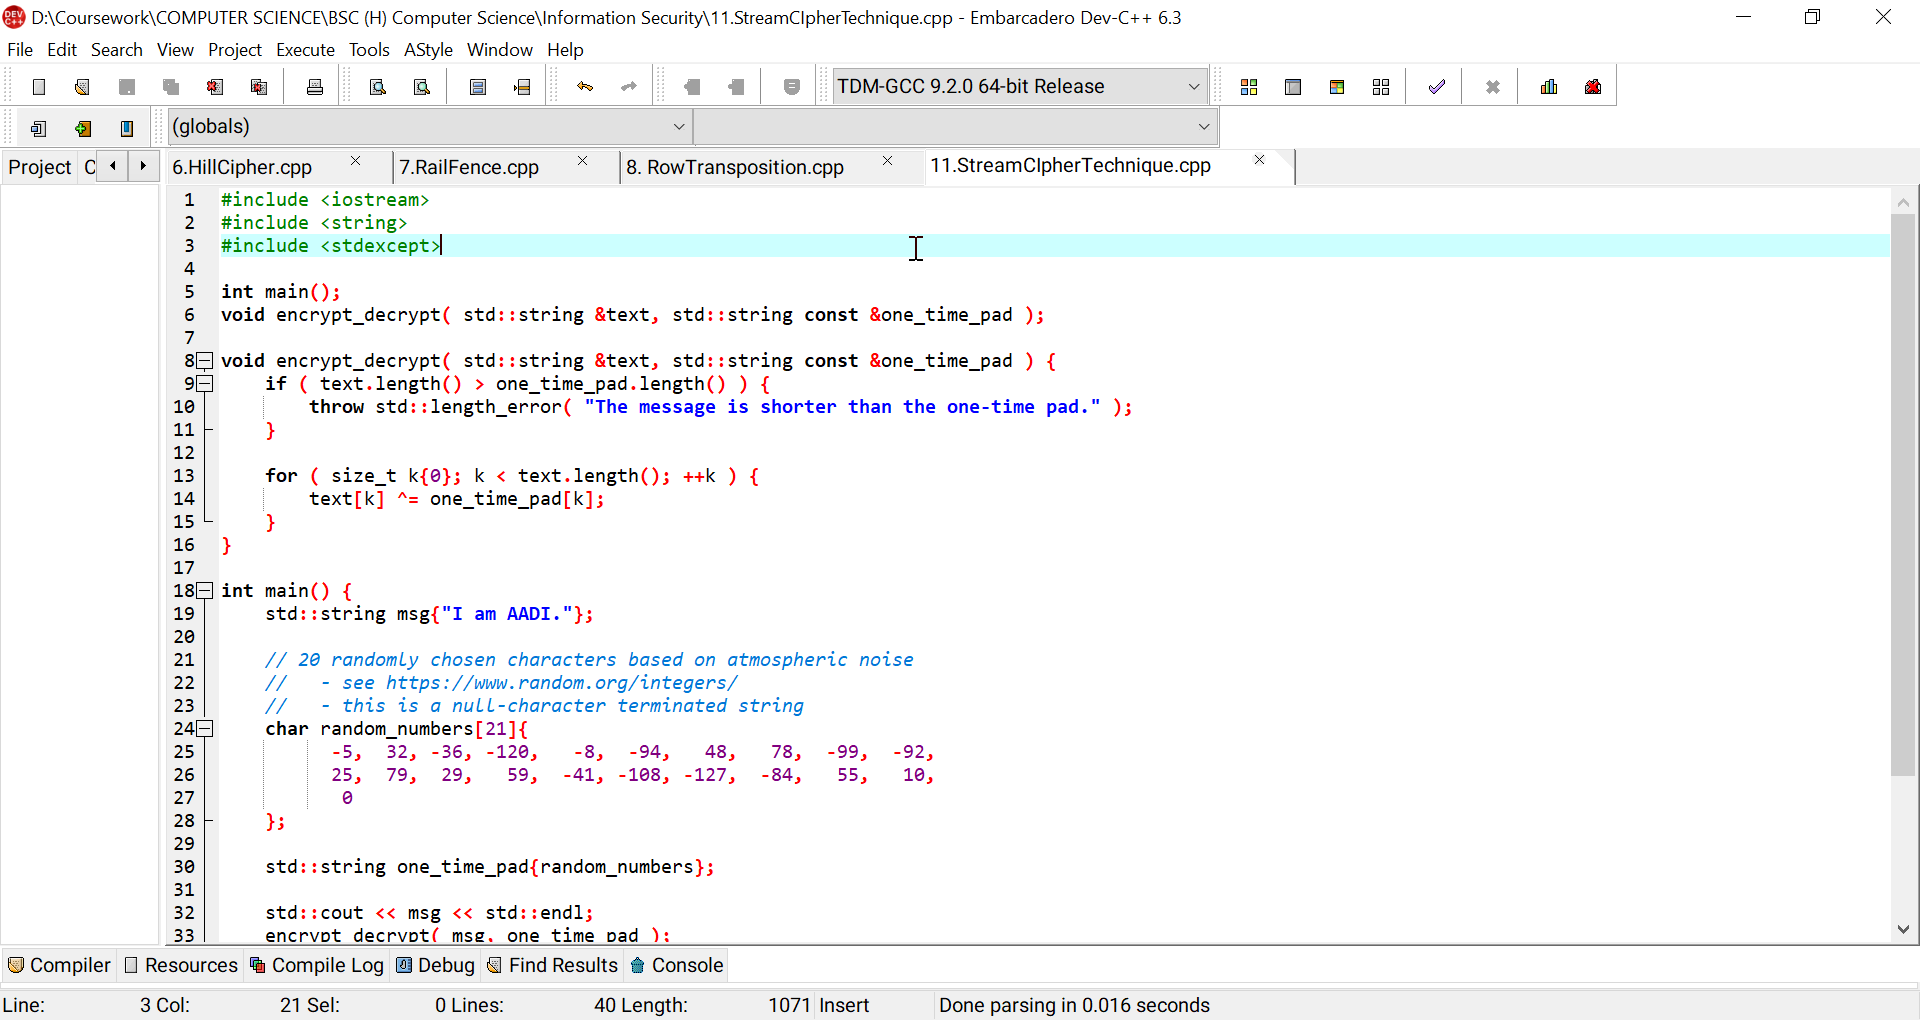 D:\Coursework\COMPUTER SCIENCE\BSC (H) Computer Science\Information Security\11.StreamCIpherTechnique.cpp - Embarcadero Dev-C++ 6.3
File Edit Search View Project Execute Tools AStyle Window Help
TDM-GCC 9.2.0 64-bit Release
(globals)
Project C 6.HillCipher.cpp 7.RailFence.cpp 8. RowTransposition.cpp 11.StreamCIpherTechnique.cpp
1 #include <iostream>
2 #include <string>
3 #include <stdexcept>
4
5 int main();
6 void encrypt_decrypt( std::string &text, std::string const &one_time_pad );
7
8 void encrypt_decrypt( std::string &text, std::string const &one_time_pad ) {
9 if ( text.length() > one_time_pad.length() ) {
10 throw std::length_error( "The message is shorter than the one-time pad." );
11 }
12
13 for ( size_t k{0}; k < text.length(); ++k ) {
14 text[k] ^= one_time_pad[k];
15 }
16 }
17
18 int main() {
19 std::string msg{"I am AADI."};
20
21 // 20 randomly chosen characters based on atmospheric noise
22 // - see https://www.random.org/integers/
23 // - this is a null-character terminated string
24 char random_numbers[21]{
25 -5, 32, -36, -120, -8, -94, 48, 78, -99, -92,
26 25, 79, 29, 59, -41, -108, -127, -84, 55, 10,
27 0
28 };
29
30 std::string one_time_pad{random_numbers};
31
32 std::cout << msg << std::endl;
33 encrypt_decrypt( msg, one_time_pad );
Compiler Resources Compile Log Debug Find Results Console
Line: 3 Col: 21 Sel: 0 Lines: 40 Length: 1071 Insert Done parsing in 0.016 seconds